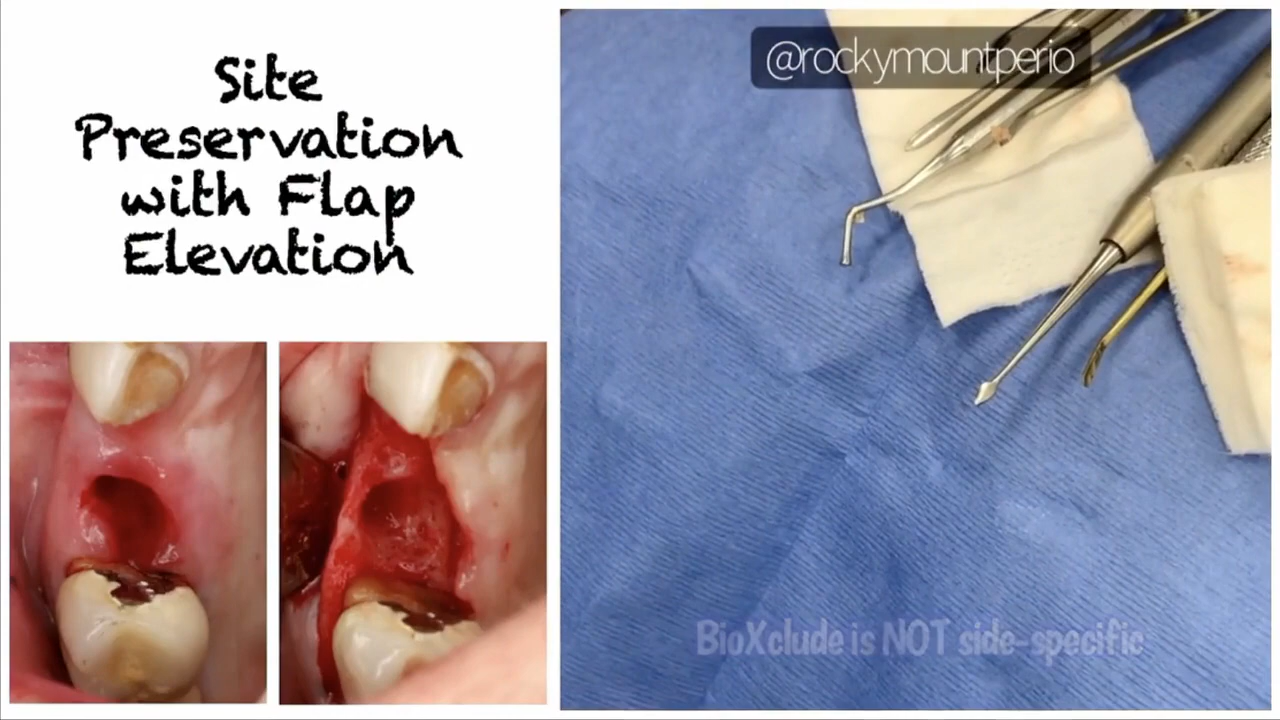 Site
Preservation
with Flap
Elevation
@rockymountperio
BioXclude is NOT side-specific